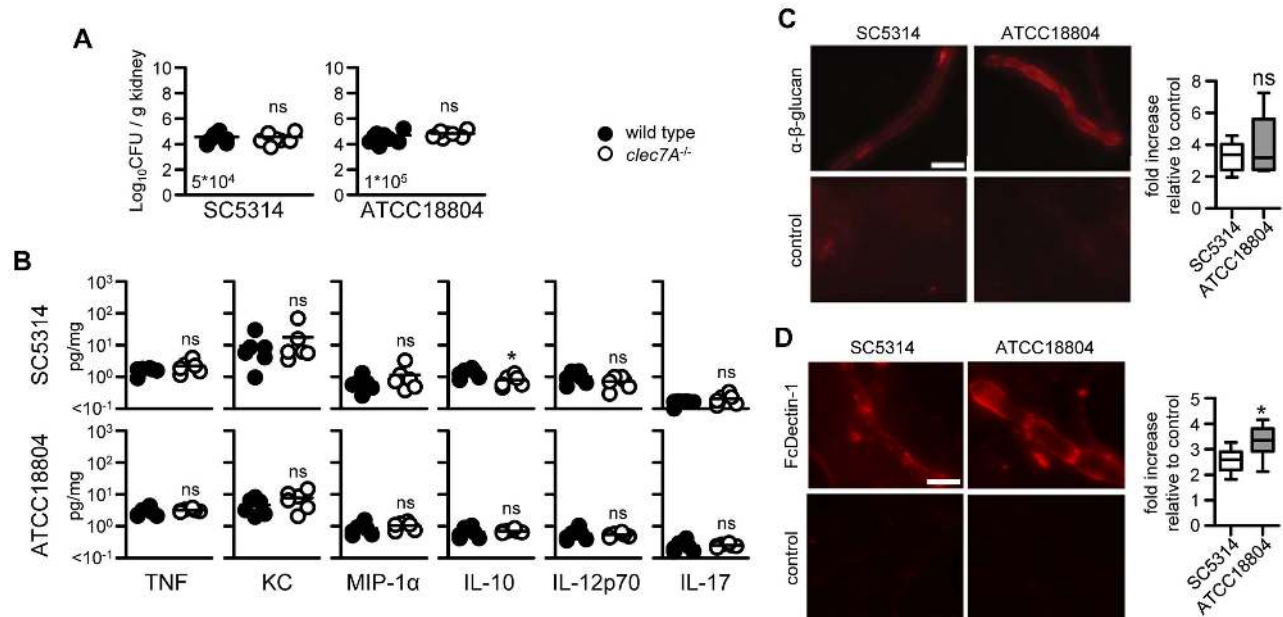 A
Log₁₀CFU / g kidney
10
8
6
4
2
0
5*10⁴
SC5314
ns
10
8
6
4
2
0
1*10⁵
ATCC18804
ns
wild type
clec7A⁻/⁻
B
SC5314
pg/mg
10³
10²
10¹
10⁰
<10⁻¹
ns
ns
ns
*
ns
ns
ATCC18804
pg/mg
10³
10²
10¹
10⁰
<10⁻¹
ns
ns
ns
ns
ns
ns
TNF
KC
MIP-1α
IL-10
IL-12p70
IL-17
C
SC5314
ATCC18804
α-β-glucan
control
fold increase
relative to control
8
6
4
2
0
ns
SC5314
ATCC18804
D
SC5314
ATCC18804
FcDectin-1
control
fold increase
relative to control
5
4
3
2
1
0
*
SC5314
ATCC18804